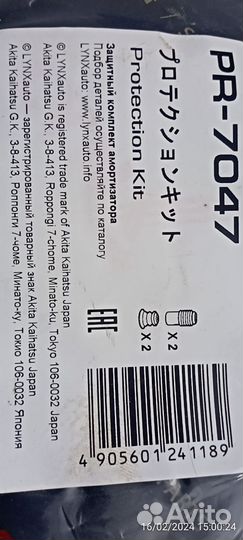 PR-7047
プロテクションキット
Protection Kit
Защитный комплект амортизатора
Подбор деталей осуществляйте по каталогу
LYNXauto: www.lynxauto.info
© LYNXauto is registered trade mark of Akita Kaihatsu Japan
Akita Kaihatsu G.K., 3-8-413, Roppongi 7-chome, Minato-ku, Tokyo 106-0032 Japan
© LYNXauto — зарегистрированный товарный знак Akita Kaihatsu Japan
Akita Kaihatsu G.K., 3-8-413, Роппонги 7-чоме, Минато-ку, Токио 106-0032 Япония
EAC
X 2
X 2
4 905601 241189
Avito
16/02/2024 15:00:24